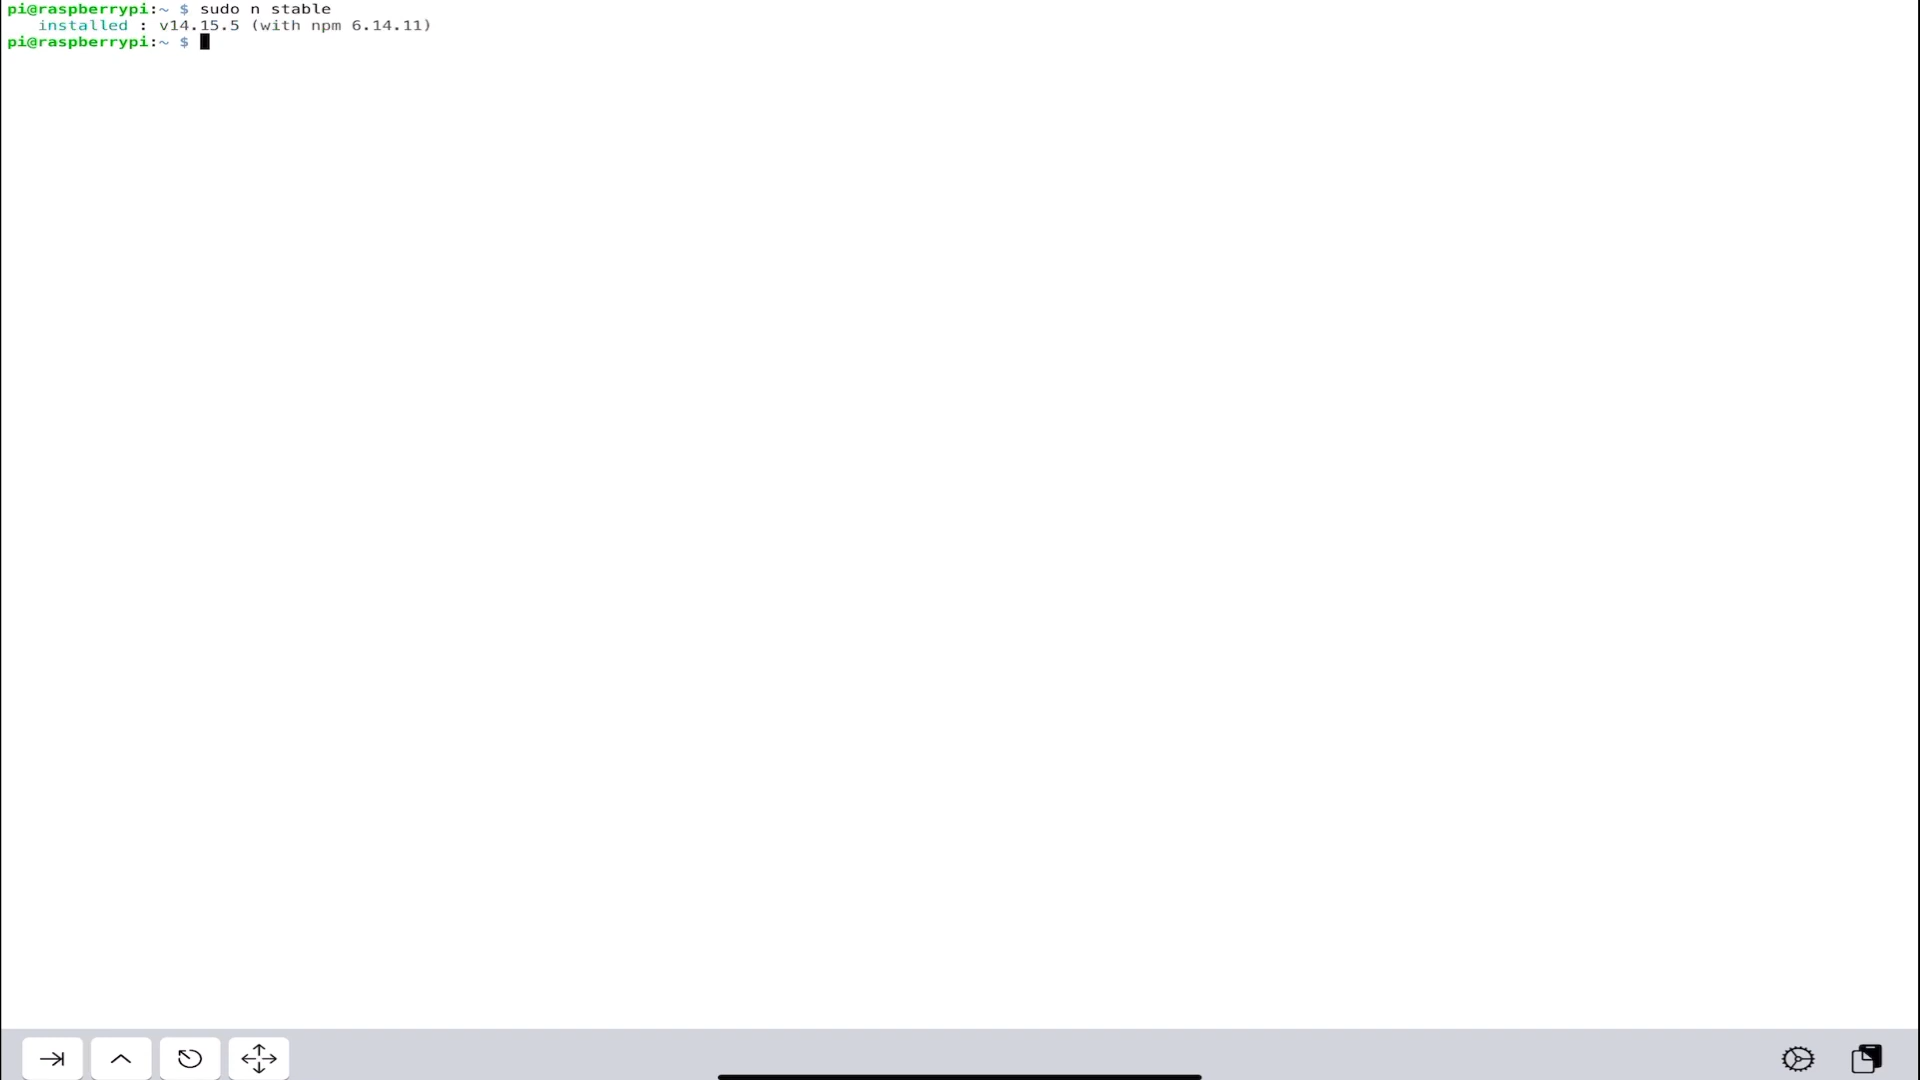 pi@raspberrypi:~ $ sudo n stable
installed : v14.15.5 (with npm 6.14.11)
pi@raspberrypi:~ $